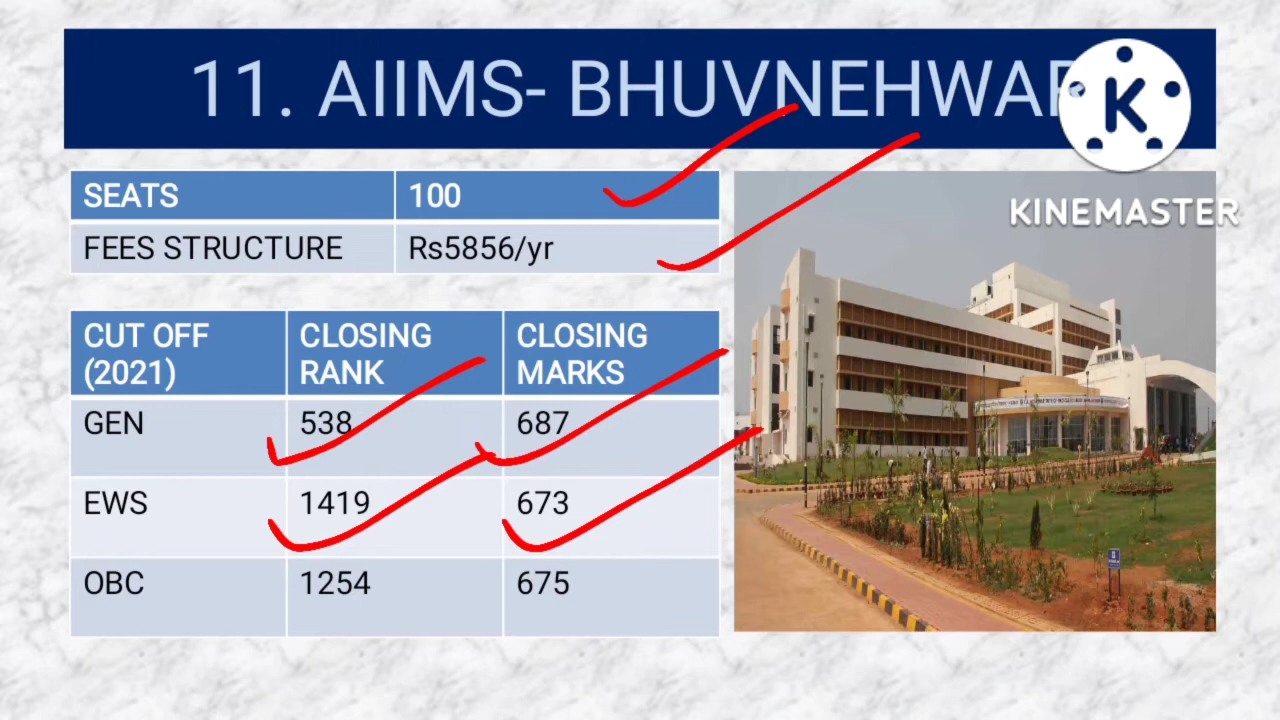 11. AIIMS- BHUVNEHWAR
K
KINEMASTER
SEATS 100
FEES STRUCTURE Rs5856/yr
CUT OFF (2021) CLOSING RANK CLOSING MARKS
GEN 538 687
EWS 1419 673
OBC 1254 675